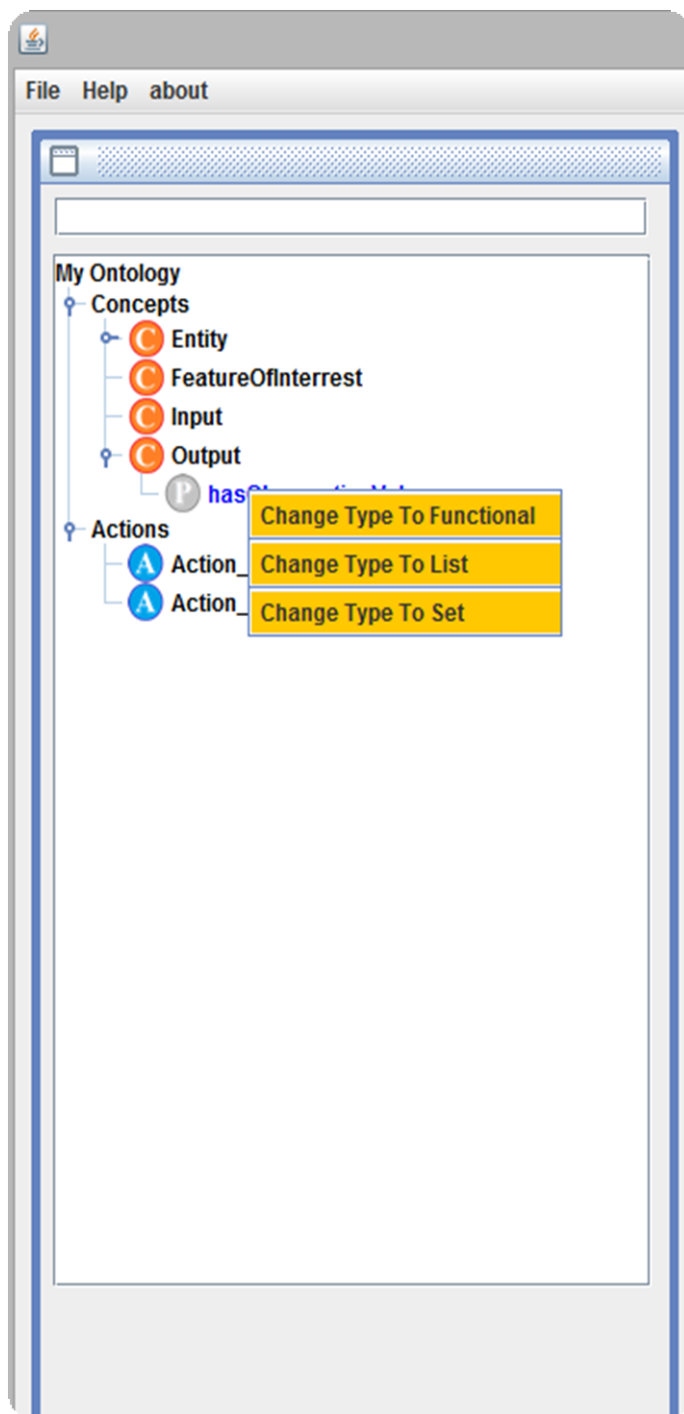 File Help about
My Ontology
Concepts
C Entity
C FeatureOfInterrest
C Input
C Output
P
Change Type To Functional
Actions
A Action_
Change Type To List
A Action_
Change Type To Set